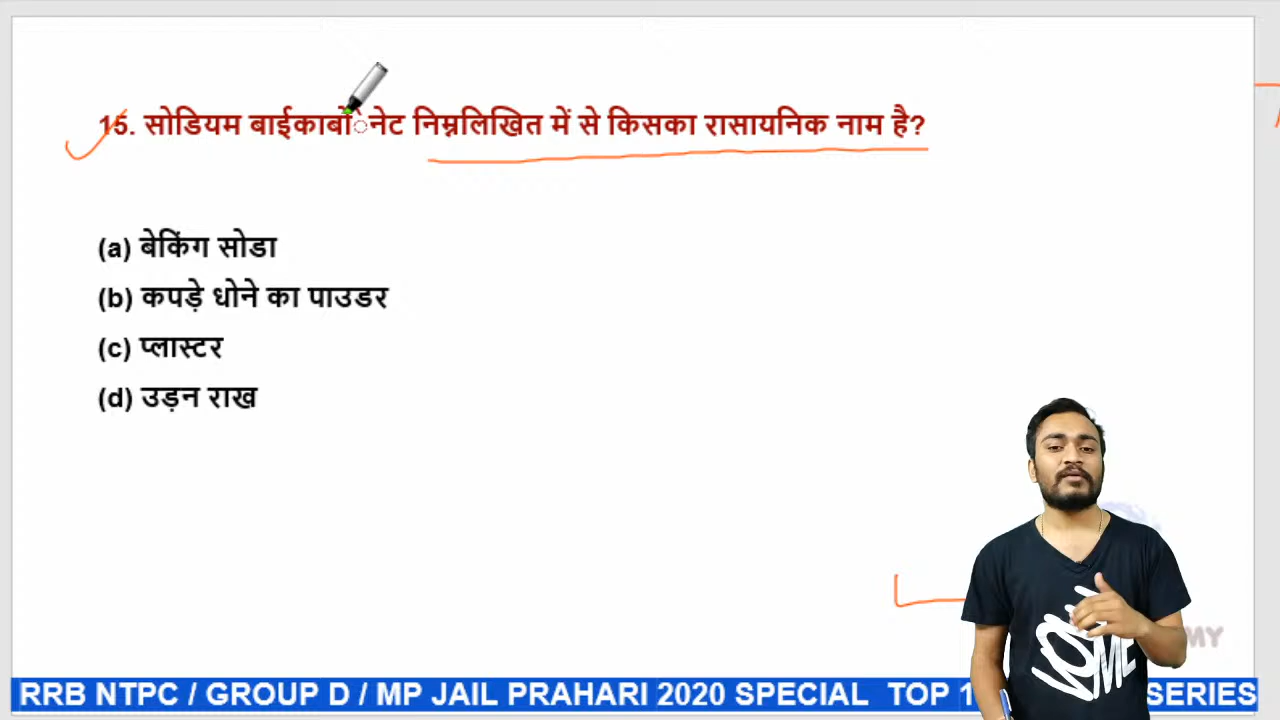 15. सोडियम बाईकार्बोेनेट निम्नलिखित में से किसका रासायनिक नाम है?
(a) बेकिंग सोडा
(b) कपड़े धोने का पाउडर
(c) प्लास्टर
(d) उड़न राख
MY
RRB NTPC / GROUP D / MP JAIL PRAHARI 2020 SPECIAL TOP 1 SERIES